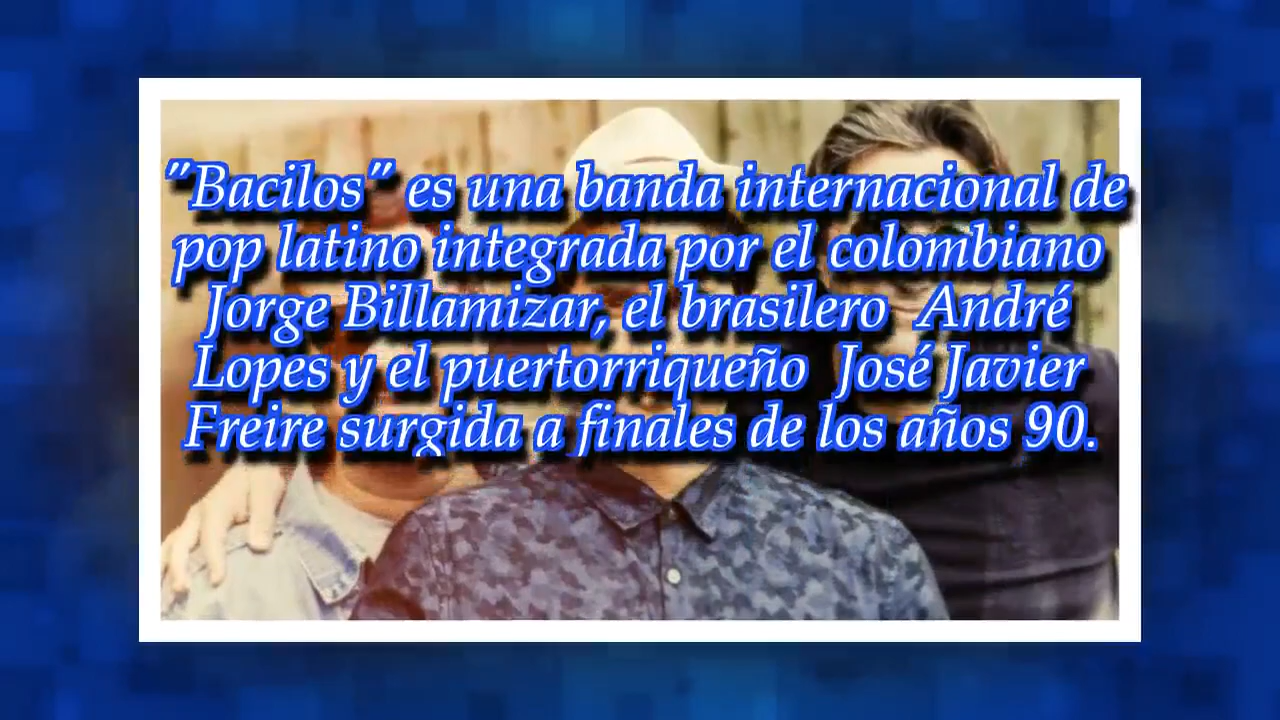 "Bacilos" es una banda internacional de
pop latino integrada por el colombiano
Jorge Billamizar, el brasilero André
Lopes y el puertorriqueño José Javier
Freire surgida a finales de los años 90.